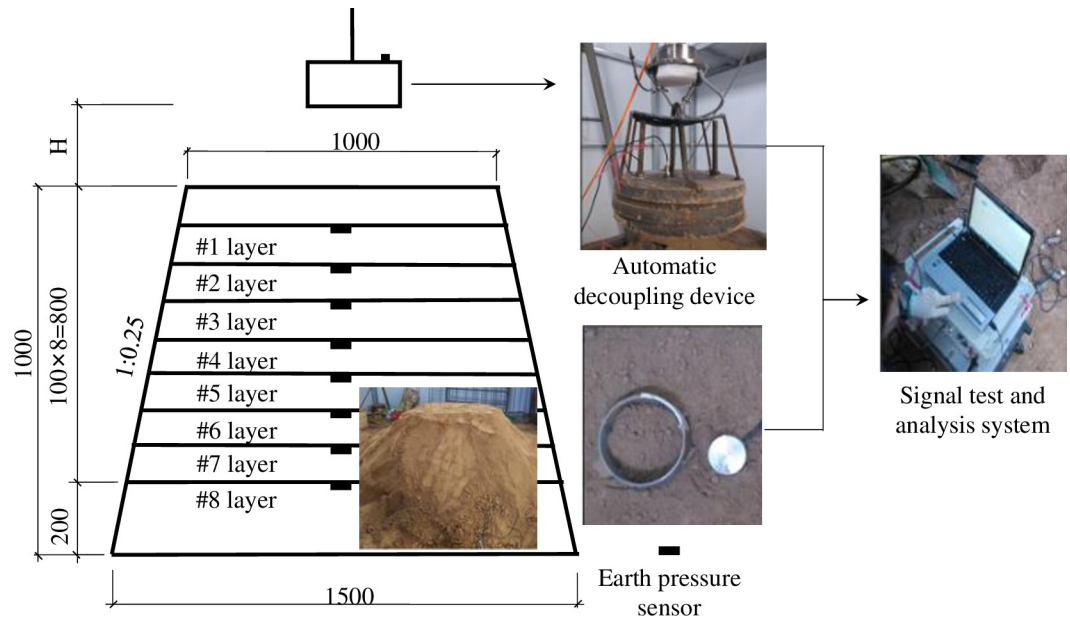 H
1000
#1 layer
#2 layer
#3 layer
#4 layer
#5 layer
#6 layer
#7 layer
#8 layer
1:0.25
1000
100×8=800
200
1500
Automatic
decoupling device
Earth pressure
sensor
Signal test and
analysis system